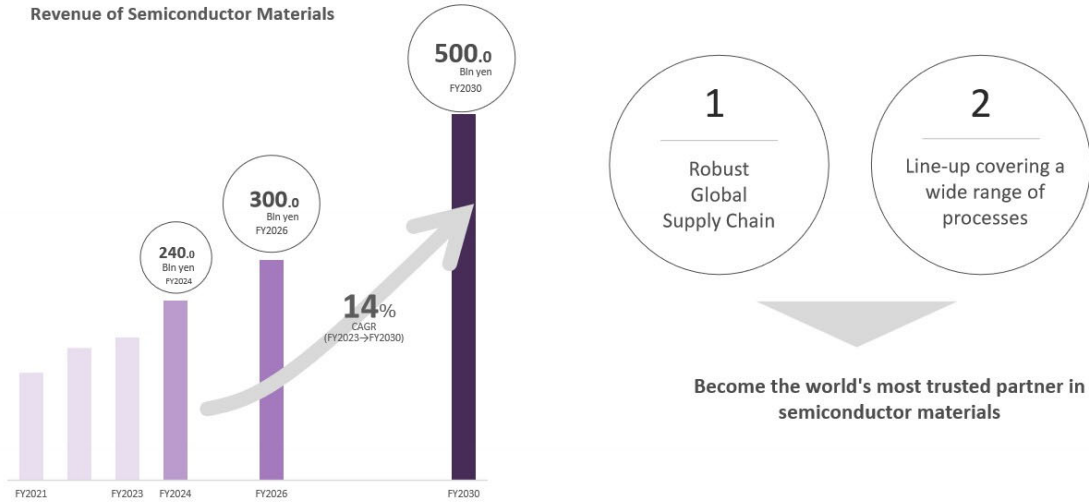 Revenue of Semiconductor Materials
500.0
Bln yen
FY2030
300.0
Bln yen
FY2026
240.0
Bln yen
FY2024
14%
CAGR
(FY2023→FY2030)
FY2021
FY2023
FY2024
FY2026
FY2030
1
Robust
Global
Supply Chain
2
Line-up covering a
wide range of
processes
Become the world's most trusted partner in
semiconductor materials